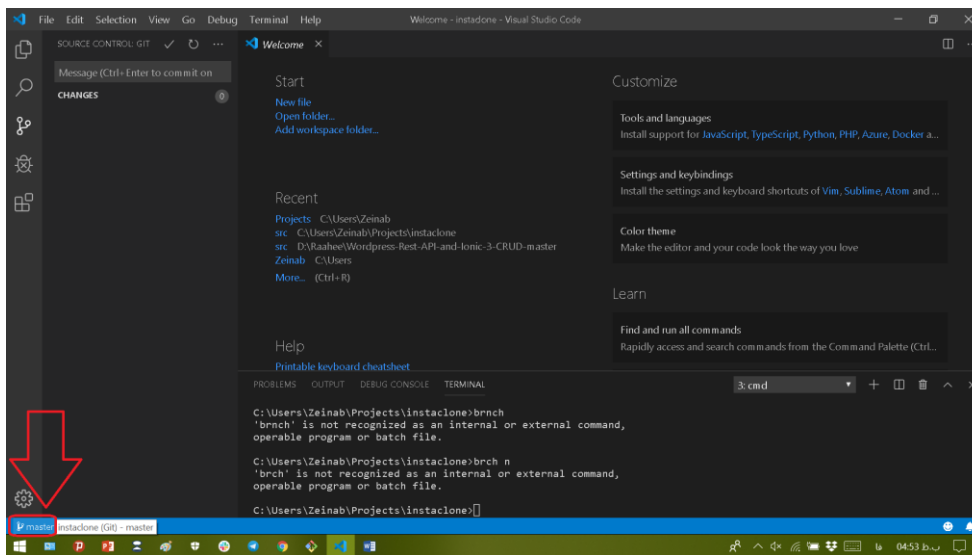 File Edit Selection View Go Debug Terminal Help
Welcome - instadone - Visual Studio Code
SOURCE CONTROL: GIT
Welcome
Message (Ctrl+Enter to commit on
CHANGES 0
Start
New file
Open folder...
Add workspace folder...
Recent
Projects C:\Users\Zeinab
src C:\Users\Zeinab\Projects\instaclone
src D:\Raahee\Wordpress-Rest-API-and-Ionic-3-CRUD-master
Zeinab C:\Users
More... (Ctrl+R)
Help
Printable keyboard cheatsheet
Customize
Tools and languages
Install support for JavaScript, TypeScript, Python, PHP, Azure, Docker a...
Settings and keybindings
Install the settings and keyboard shortcuts of Vim, Sublime, Atom and ...
Color theme
Make the editor and your code look the way you love
Learn
Find and run all commands
Rapidly access and search commands from the Command Palette (Ctrl...
PROBLEMS OUTPUT DEBUG CONSOLE TERMINAL
3: cmd
C:\Users\Zeinab\Projects\instaclone>brnch
'brnch' is not recognized as an internal or external command,
operable program or batch file.
C:\Users\Zeinab\Projects\instaclone>brch n
'brch' is not recognized as an internal or external command,
operable program or batch file.
C:\Users\Zeinab\Projects\instaclone>
master
instaclone (Git) - master
فا
04:53 ب.ظ